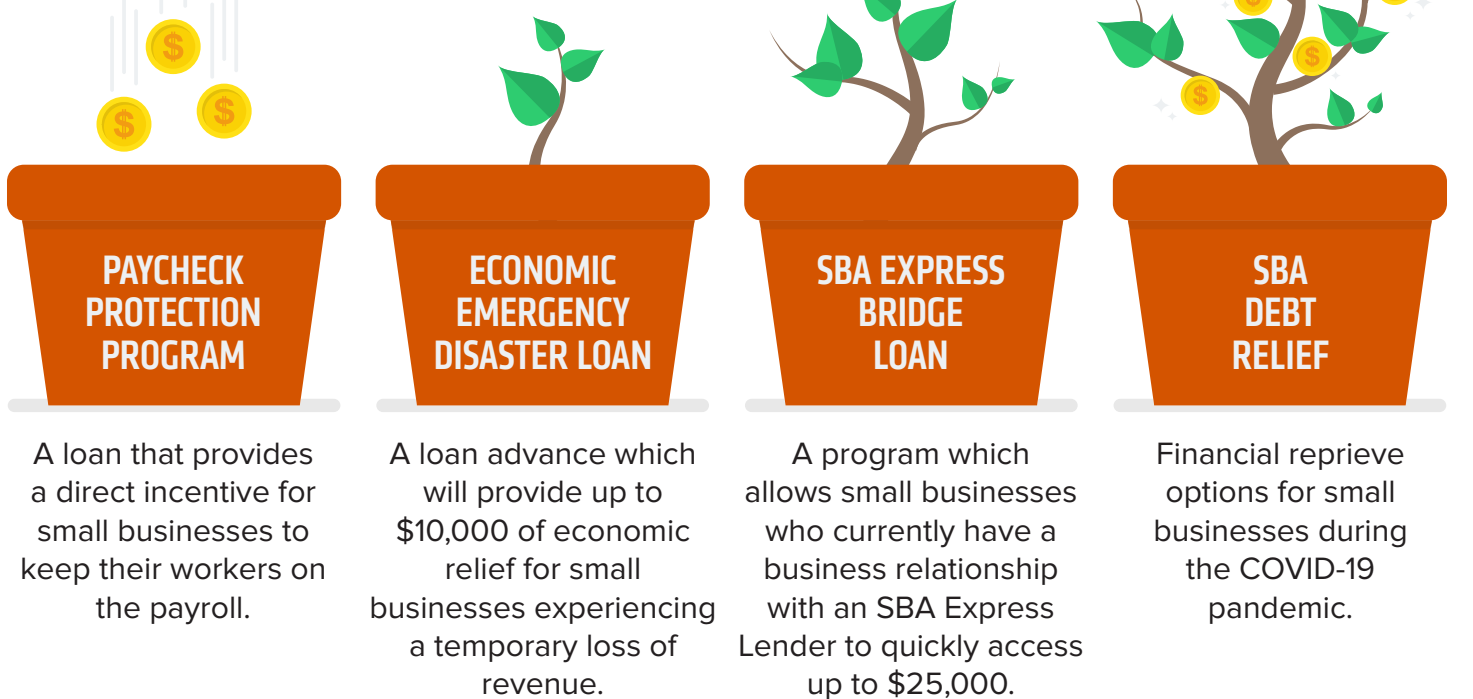 PAYCHECK
PROTECTION
PROGRAM
A loan that provides
a direct incentive for
small businesses to
keep their workers on
the payroll.
ECONOMIC
EMERGENCY
DISASTER LOAN
A loan advance which
will provide up to
$10,000 of economic
relief for small
businesses experiencing
a temporary loss of
revenue.
SBA EXPRESS
BRIDGE
LOAN
A program which
allows small businesses
who currently have a
business relationship
with an SBA Express
Lender to quickly access
up to $25,000.
SBA
DEBT
RELIEF
Financial reprieve
options for small
businesses during
the COVID-19
pandemic.